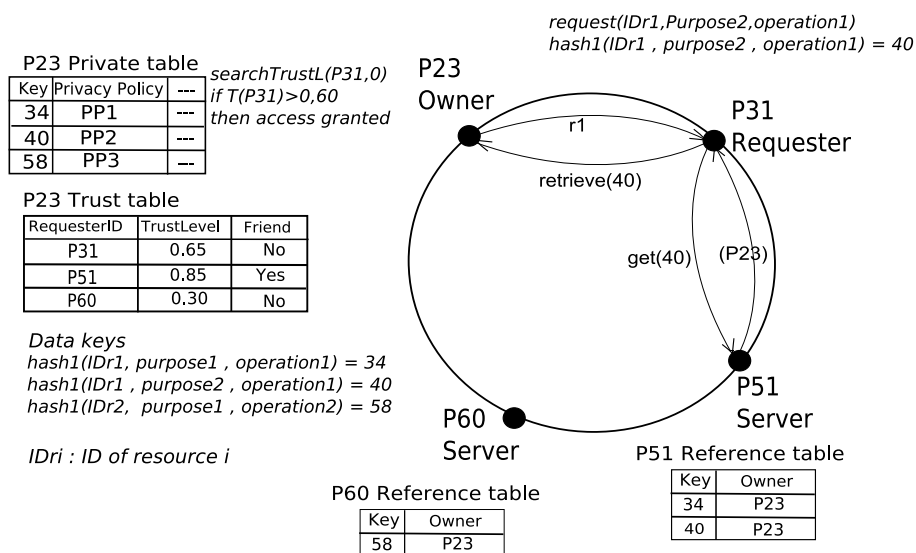 request(IDr1,Purpose2,operation1)
hash1(IDr1 , purpose2 , operation1) = 40
P23 Private table
Key Privacy Policy ---
34 PP1 ---
40 PP2 ---
58 PP3 ---
searchTrustL(P31,0)
if T(P31)>0,60
then access granted
P23
Owner
P31
Requester
r1
retrieve(40)
get(40)
(P23)
P23 Trust table
RequesterID TrustLevel Friend
P31 0.65 No
P51 0.85 Yes
P60 0.30 No
Data keys
hash1(IDr1, purpose1 , operation1) = 34
hash1(IDr1 , purpose2 , operation1) = 40
hash1(IDr2, purpose1 , operation2) = 58
IDri : ID of resource i
P60
Server
P51
Server
P60 Reference table
Key Owner
58 P23
P51 Reference table
Key Owner
34 P23
40 P23